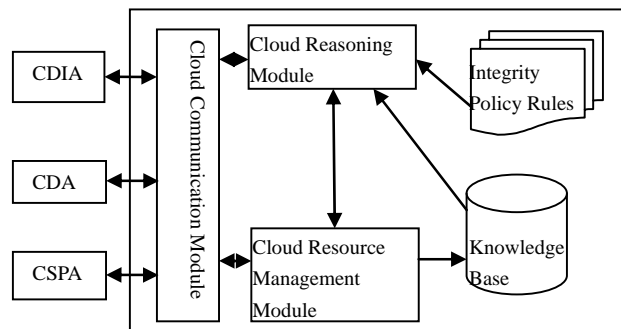 CDIA
CDA
CSPA
Cloud Communication Module
Cloud Reasoning
Module
Integrity
Policy Rules
Cloud Resource
Management
Module
Knowledge
Base